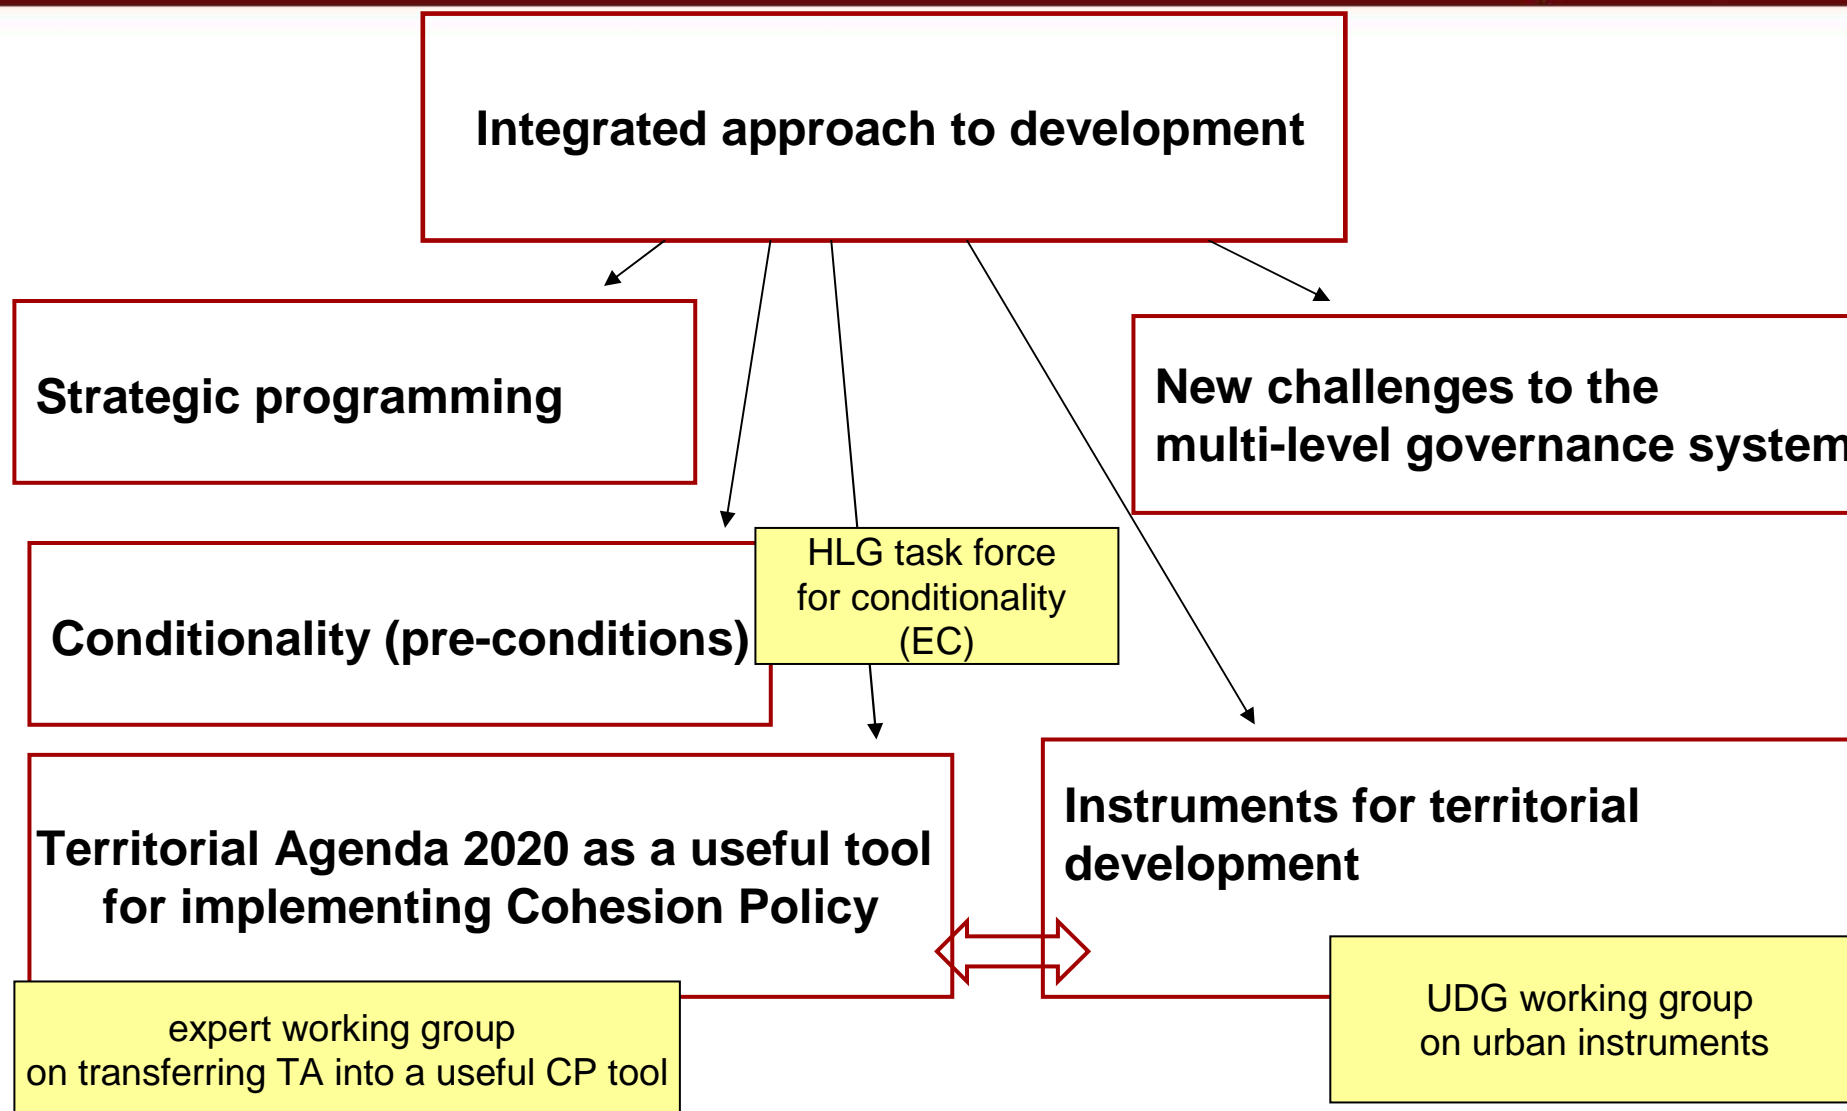 Integrated approach to development
Strategic programming
New challenges to the
multi-level governance system
HLG task force
for conditionality
(EC)
Conditionality (pre-conditions)
Territorial Agenda 2020 as a useful tool
for implementing Cohesion Policy
Instruments for territorial
development
expert working group
on transferring TA into a useful CP tool
UDG working group
on urban instruments